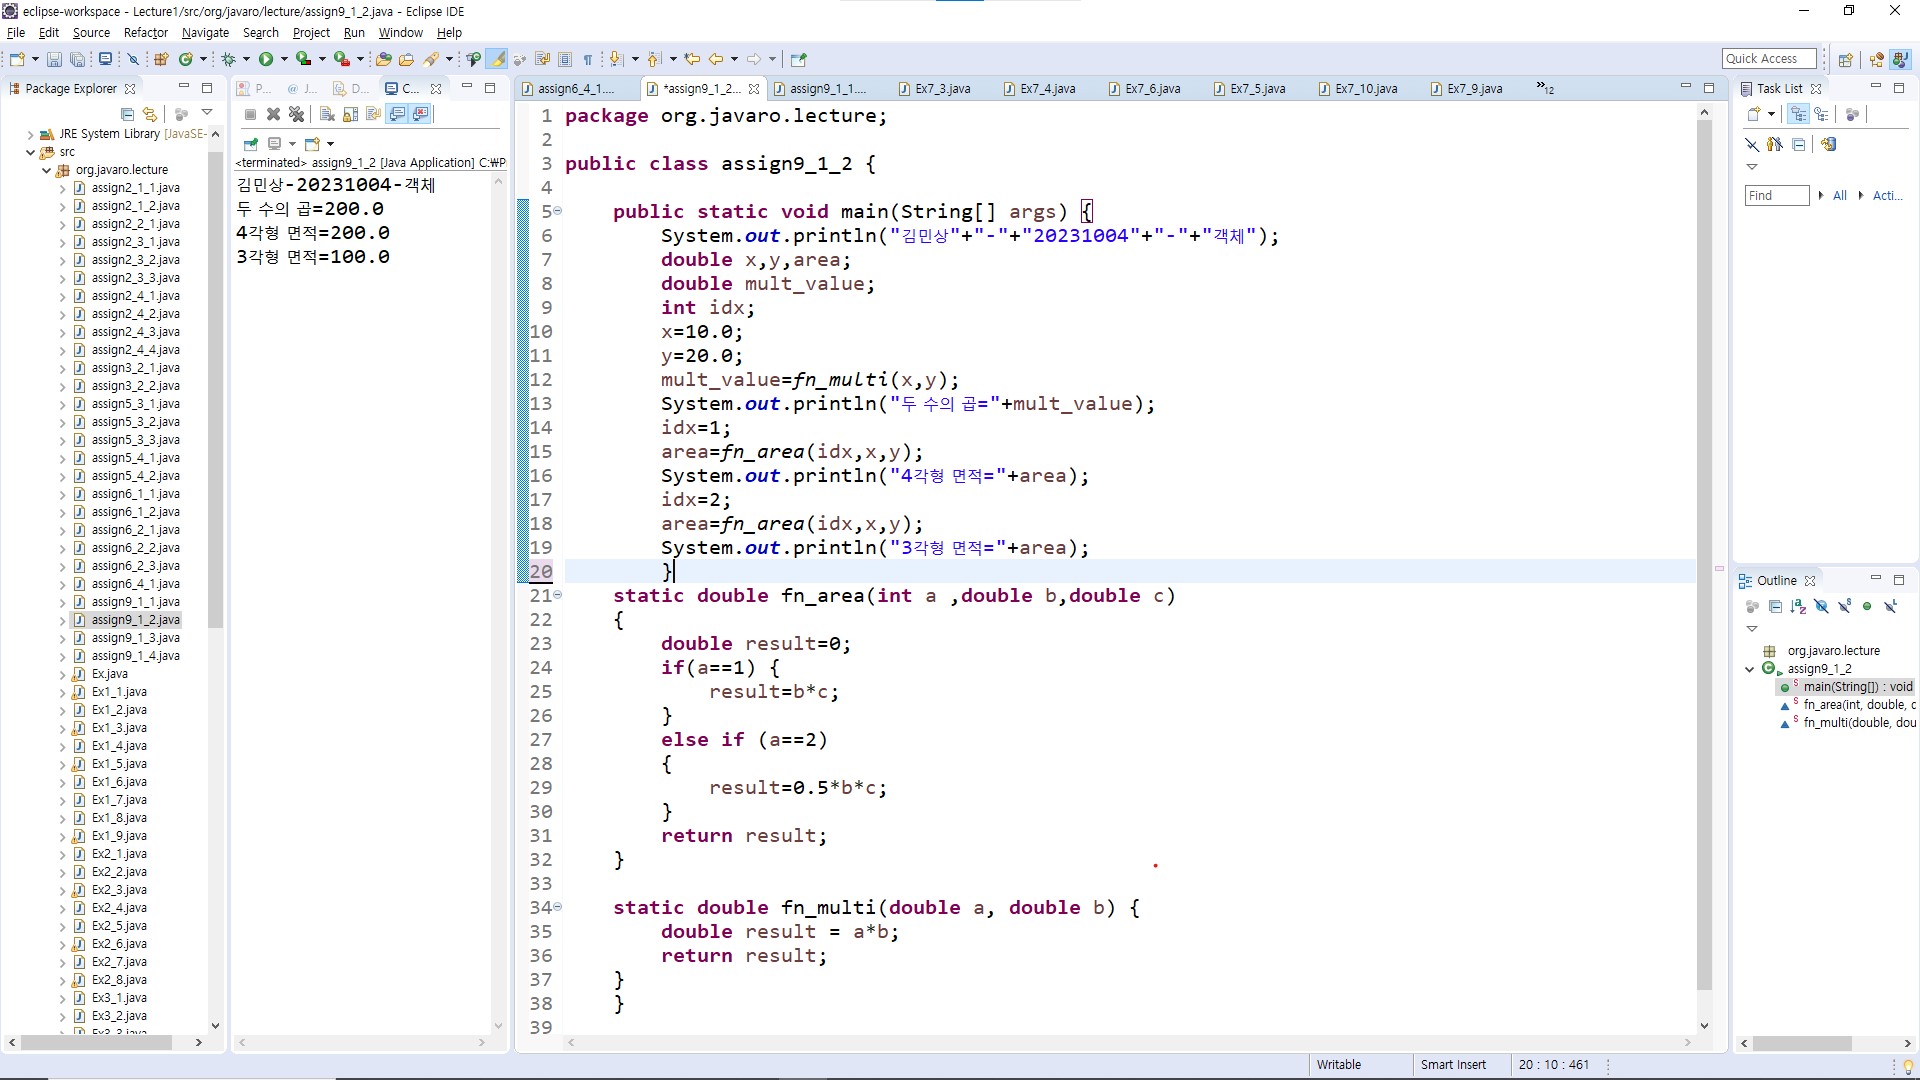 eclipse-workspace - Lecture1/src/org/javaro/lecture/assign9_1_2.java - Eclipse IDE
File Edit Source Refactor Navigate Search Project Run Window Help
Quick Access
Package Explorer
JRE System Library [JavaSE-
src
org.javaro.lecture
assign2_1_1.java
assign2_1_2.java
assign2_2_1.java
assign2_3_1.java
assign2_3_2.java
assign2_3_3.java
assign2_4_1.java
assign2_4_2.java
assign2_4_3.java
assign2_4_4.java
assign3_2_1.java
assign3_2_2.java
assign5_3_1.java
assign5_3_2.java
assign5_3_3.java
assign5_4_1.java
assign5_4_2.java
assign6_1_1.java
assign6_1_2.java
assign6_2_1.java
assign6_2_2.java
assign6_2_3.java
assign6_4_1.java
assign9_1_1.java
assign9_1_2.java
assign9_1_3.java
assign9_1_4.java
Ex.java
Ex1_1.java
Ex1_2.java
Ex1_3.java
Ex1_4.java
Ex1_5.java
Ex1_6.java
Ex1_7.java
Ex1_8.java
Ex1_9.java
Ex2_1.java
Ex2_2.java
Ex2_3.java
Ex2_4.java
Ex2_5.java
Ex2_6.java
Ex2_7.java
Ex2_8.java
Ex3_1.java
Ex3_2.java
P... J... D... C...
<terminated> assign9_1_2 [Java Application] C:₩P
김민상-20231004-객체
두 수의 곱=200.0
4각형 면적=200.0
3각형 면적=100.0
assign6_4_1.... *assign9_1_2... assign9_1_1.... Ex7_3.java Ex7_4.java Ex7_6.java Ex7_5.java Ex7_10.java Ex7_9.java »12
1 package org.javaro.lecture;
2
3 public class assign9_1_2 {
4
5 public static void main(String[] args) {
6 System.out.println("김민상"+"-"+"20231004"+"-"+"객체");
7 double x,y,area;
8 double mult_value;
9 int idx;
10 x=10.0;
11 y=20.0;
12 mult_value=fn_multi(x,y);
13 System.out.println("두 수의 곱="+mult_value);
14 idx=1;
15 area=fn_area(idx,x,y);
16 System.out.println("4각형 면적="+area);
17 idx=2;
18 area=fn_area(idx,x,y);
19 System.out.println("3각형 면적="+area);
20 }
21 static double fn_area(int a ,double b,double c)
22 {
23 double result=0;
24 if(a==1) {
25 result=b*c;
26 }
27 else if (a==2)
28 {
29 result=0.5*b*c;
30 }
31 return result;
32 }
33
34 static double fn_multi(double a, double b) {
35 double result = a*b;
36 return result;
37 }
38 }
39
Task List
Find All Acti...
Outline
org.javaro.lecture
assign9_1_2
main(String[]) : void
fn_area(int, double, c
fn_multi(double, dou
Writable Smart Insert 20 : 10 : 461